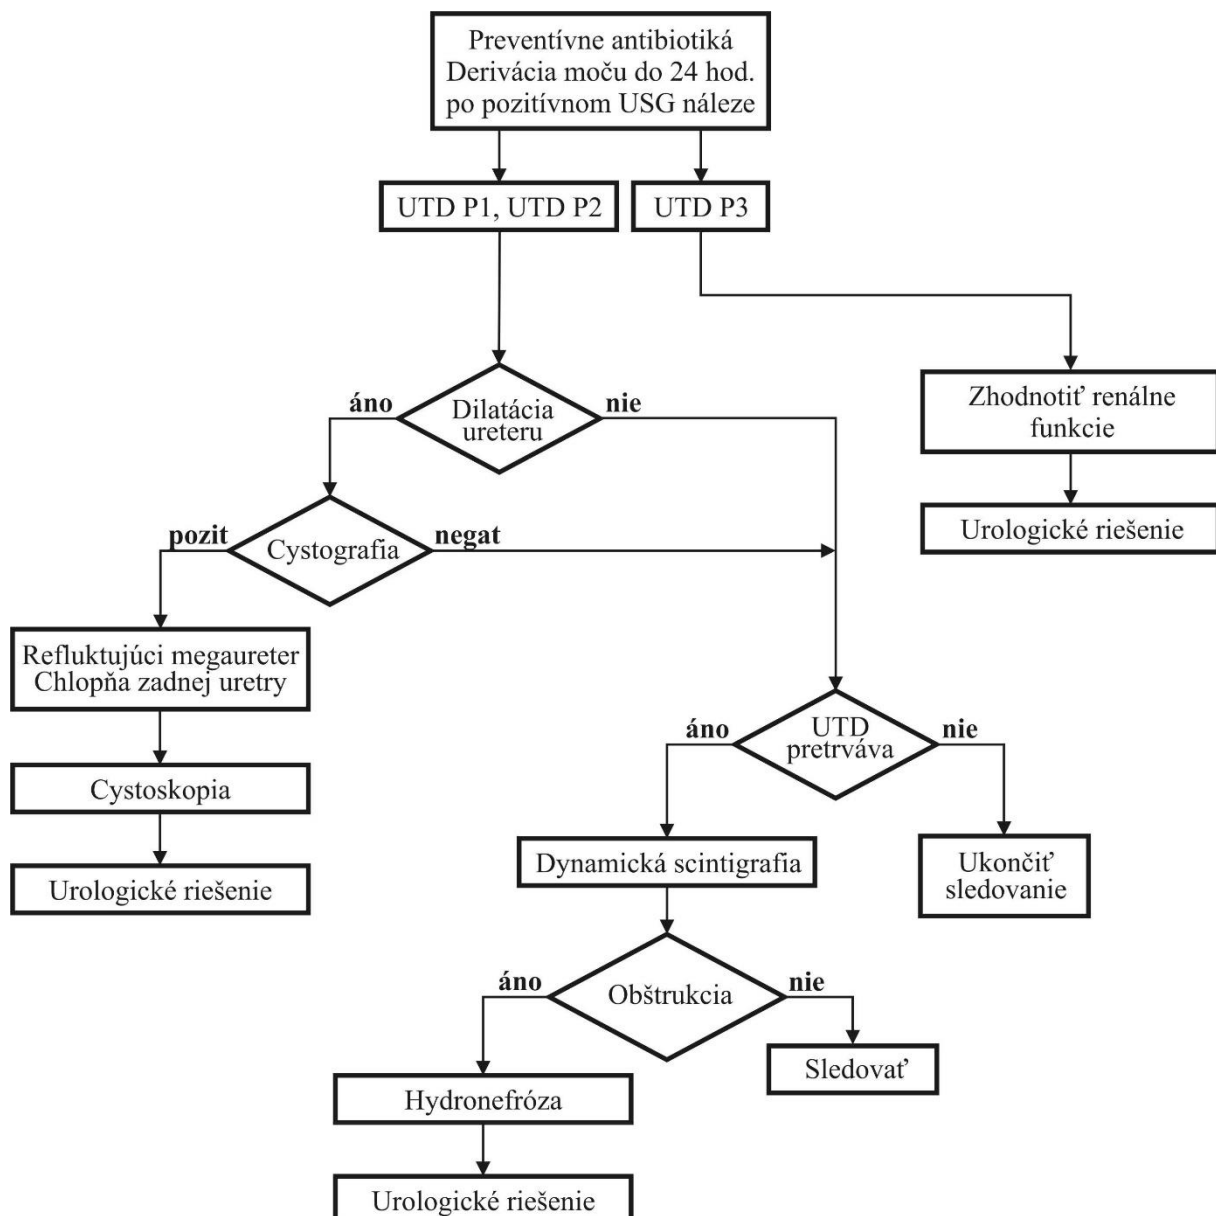 Preventívne antibiotiká
Derivácia moču do 24 hod.
po pozitívnom USG náleze
UTD P1, UTD P2
UTD P3
áno
Dilatácia
ureteru
nie
Zhodnotiť renálne
funkcie
Urologické riešenie
pozit
Cystografia
negat
Refluktujúci megaureter
Chlopňa zadnej uretry
Cystoskopia
Urologické riešenie
áno
UTD
pretrváva
nie
Dynamická scintigrafia
Ukončiť
sledovanie
áno
Obštrukcia
nie
Sledovať
Hydronefróza
Urologické riešenie